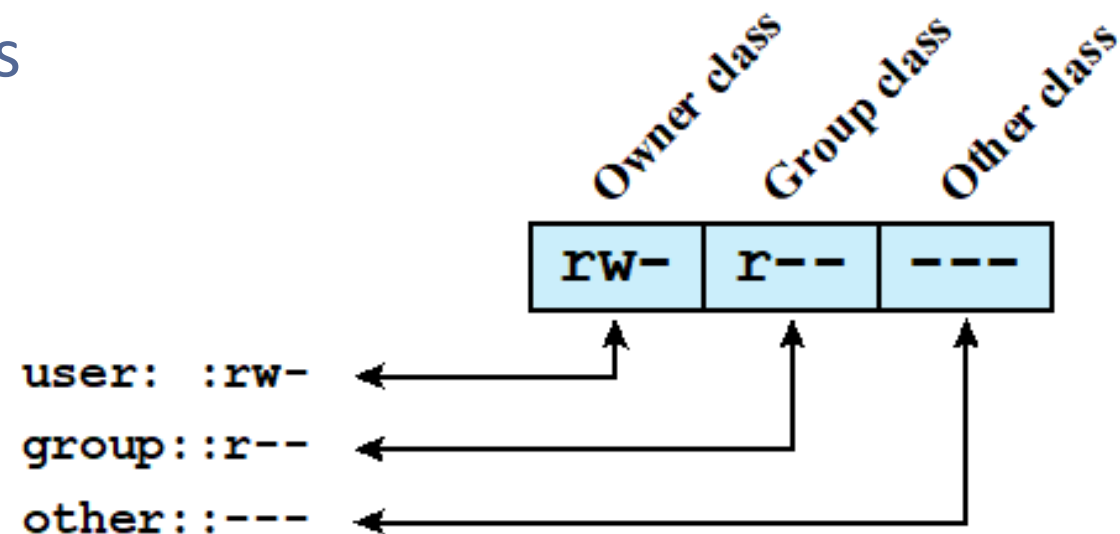 s
Owner class
Group class
Other class
rw- r-- ---
user: :rw-
group::r--
other::---